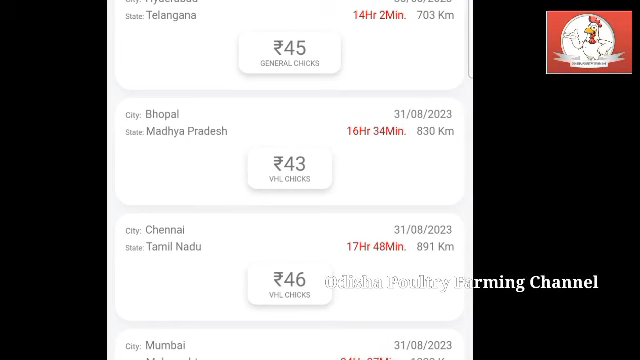 State: Telangana 14Hr 2Min. 703 Km
₹45
GENERAL CHICKS
City: Bhopal 31/08/2023
State: Madhya Pradesh 16Hr 34Min. 830 Km
₹43
VHL CHICKS
City: Chennai 31/08/2023
State: Tamil Nadu 17Hr 48Min. 891 Km
₹46
VHL CHICKS
Odisha Poultry Farming Channel
City: Mumbai 31/08/2023